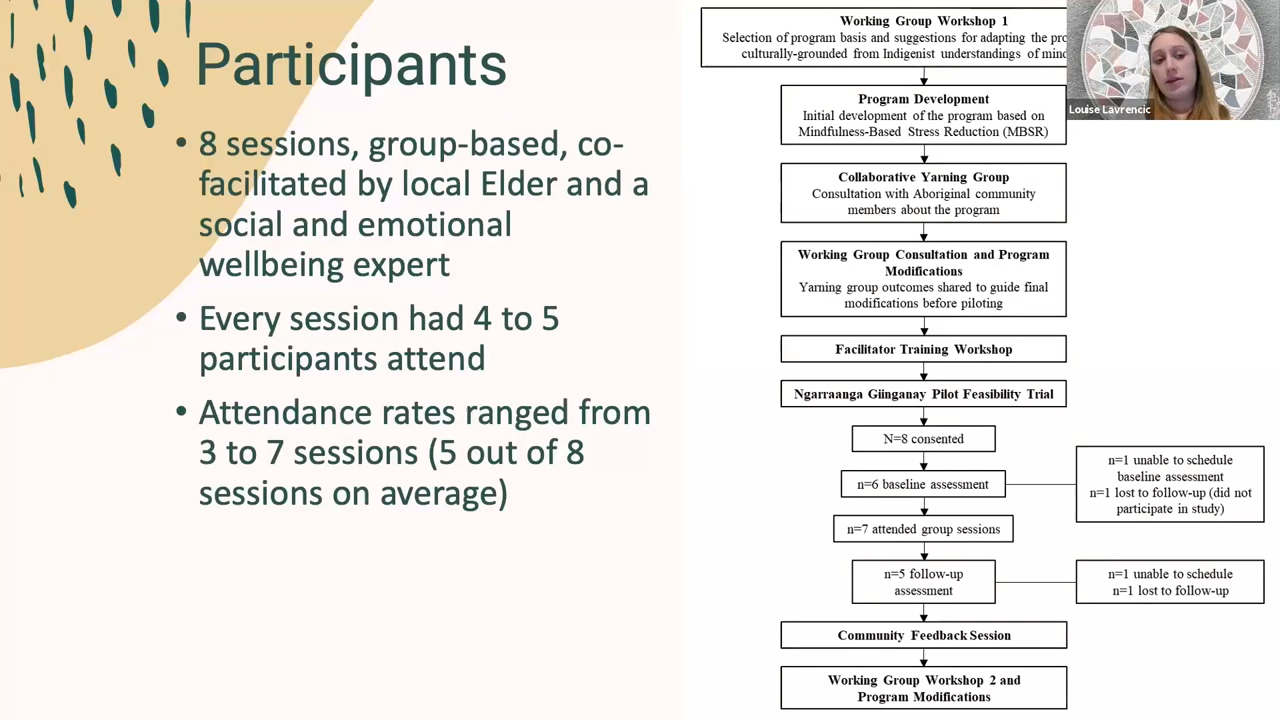 Participants
• 8 sessions, group-based, co-
facilitated by local Elder and a
social and emotional
wellbeing expert
• Every session had 4 to 5
participants attend
• Attendance rates ranged from
3 to 7 sessions (5 out of 8
sessions on average)
Working Group Workshop 1
Selection of program basis and suggestions for adapting the
culturally-grounded from Indigenist understandings of
Louise Lavrencic
Program Development
Initial development of the program based on
Mindfulness-Based Stress Reduction (MBSR)
Collaborative Yarning Group
Consultation with Aboriginal community
members about the program
Working Group Consultation and Program
Modifications
Yarning group outcomes shared to guide final
modifications before piloting
Facilitator Training Workshop
Ngarraanga Giinganay Pilot Feasibility Trial
N=8 consented
n=6 baseline assessment
n=1 unable to schedule
baseline assessment
n=1 lost to follow-up (did not
participate in study)
n=7 attended group sessions
n=5 follow-up
assessment
n=1 unable to schedule
n=1 lost to follow-up
Community Feedback Session
Working Group Workshop 2 and
Program Modifications